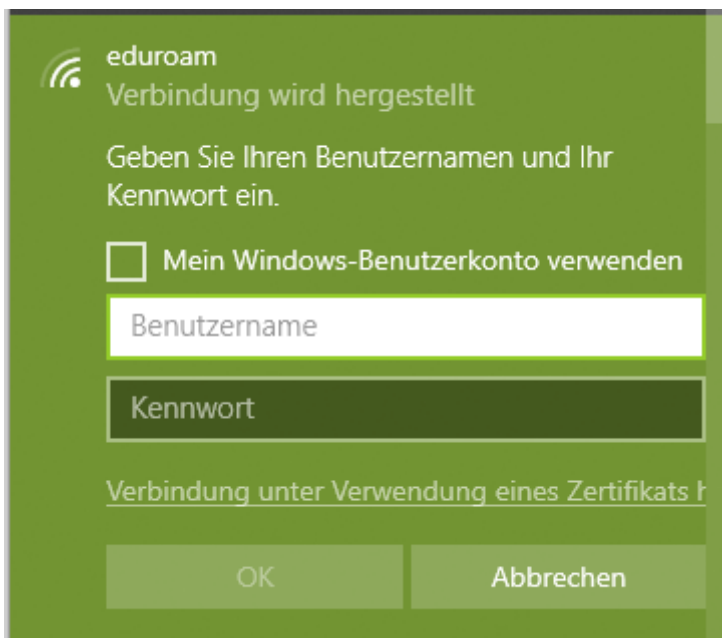 eduroam
Verbindung wird hergestellt
Geben Sie Ihren Benutzernamen und Ihr
Kennwort ein.
Mein Windows-Benutzerkonto verwenden
Benutzername
Kennwort
Verbindung unter Verwendung eines Zertifikats
OK
Abbrechen